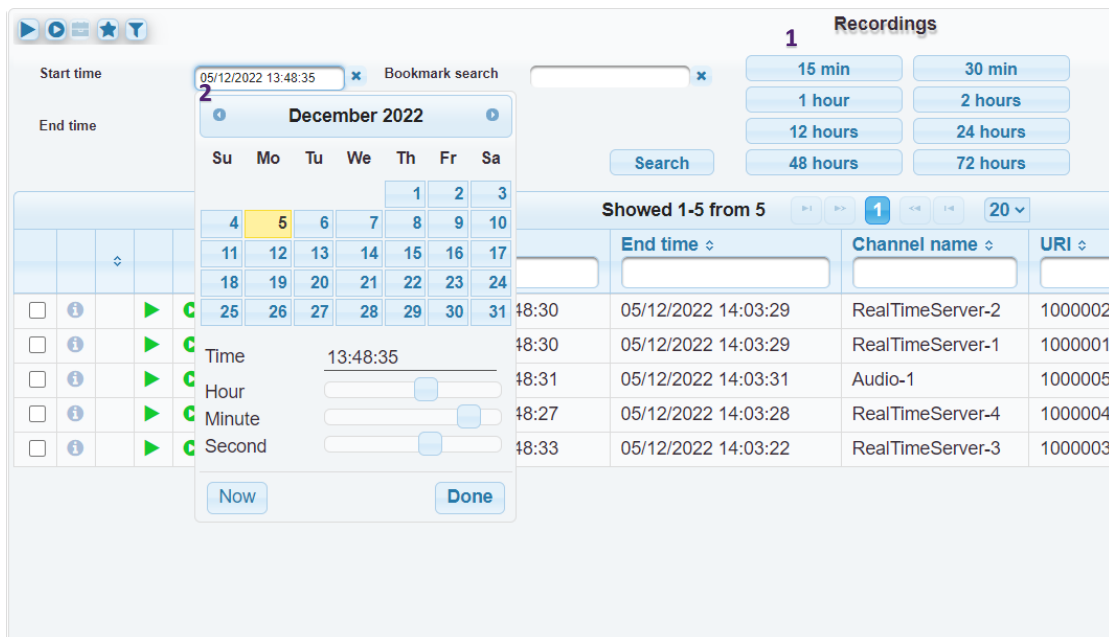 Recordings
1
Start time 05/12/2022 13:48:35 Bookmark search 15 min 30 min
2
1 hour 2 hours
End time
12 hours 24 hours
Search 48 hours 72 hours
December 2022
Su Mo Tu We Th Fr Sa
1 2 3
4 5 6 7 8 9 10
11 12 13 14 15 16 17
18 19 20 21 22 23 24
25 26 27 28 29 30 31
Time 13:48:35
Hour
Minute
Second
Now Done
Showed 1-5 from 5 1 20
End time Channel name URI
48:30 05/12/2022 14:03:29 RealTimeServer-2 1000002
48:30 05/12/2022 14:03:29 RealTimeServer-1 1000001
48:31 05/12/2022 14:03:31 Audio-1 1000005
48:27 05/12/2022 14:03:28 RealTimeServer-4 1000004
48:33 05/12/2022 14:03:22 RealTimeServer-3 1000003